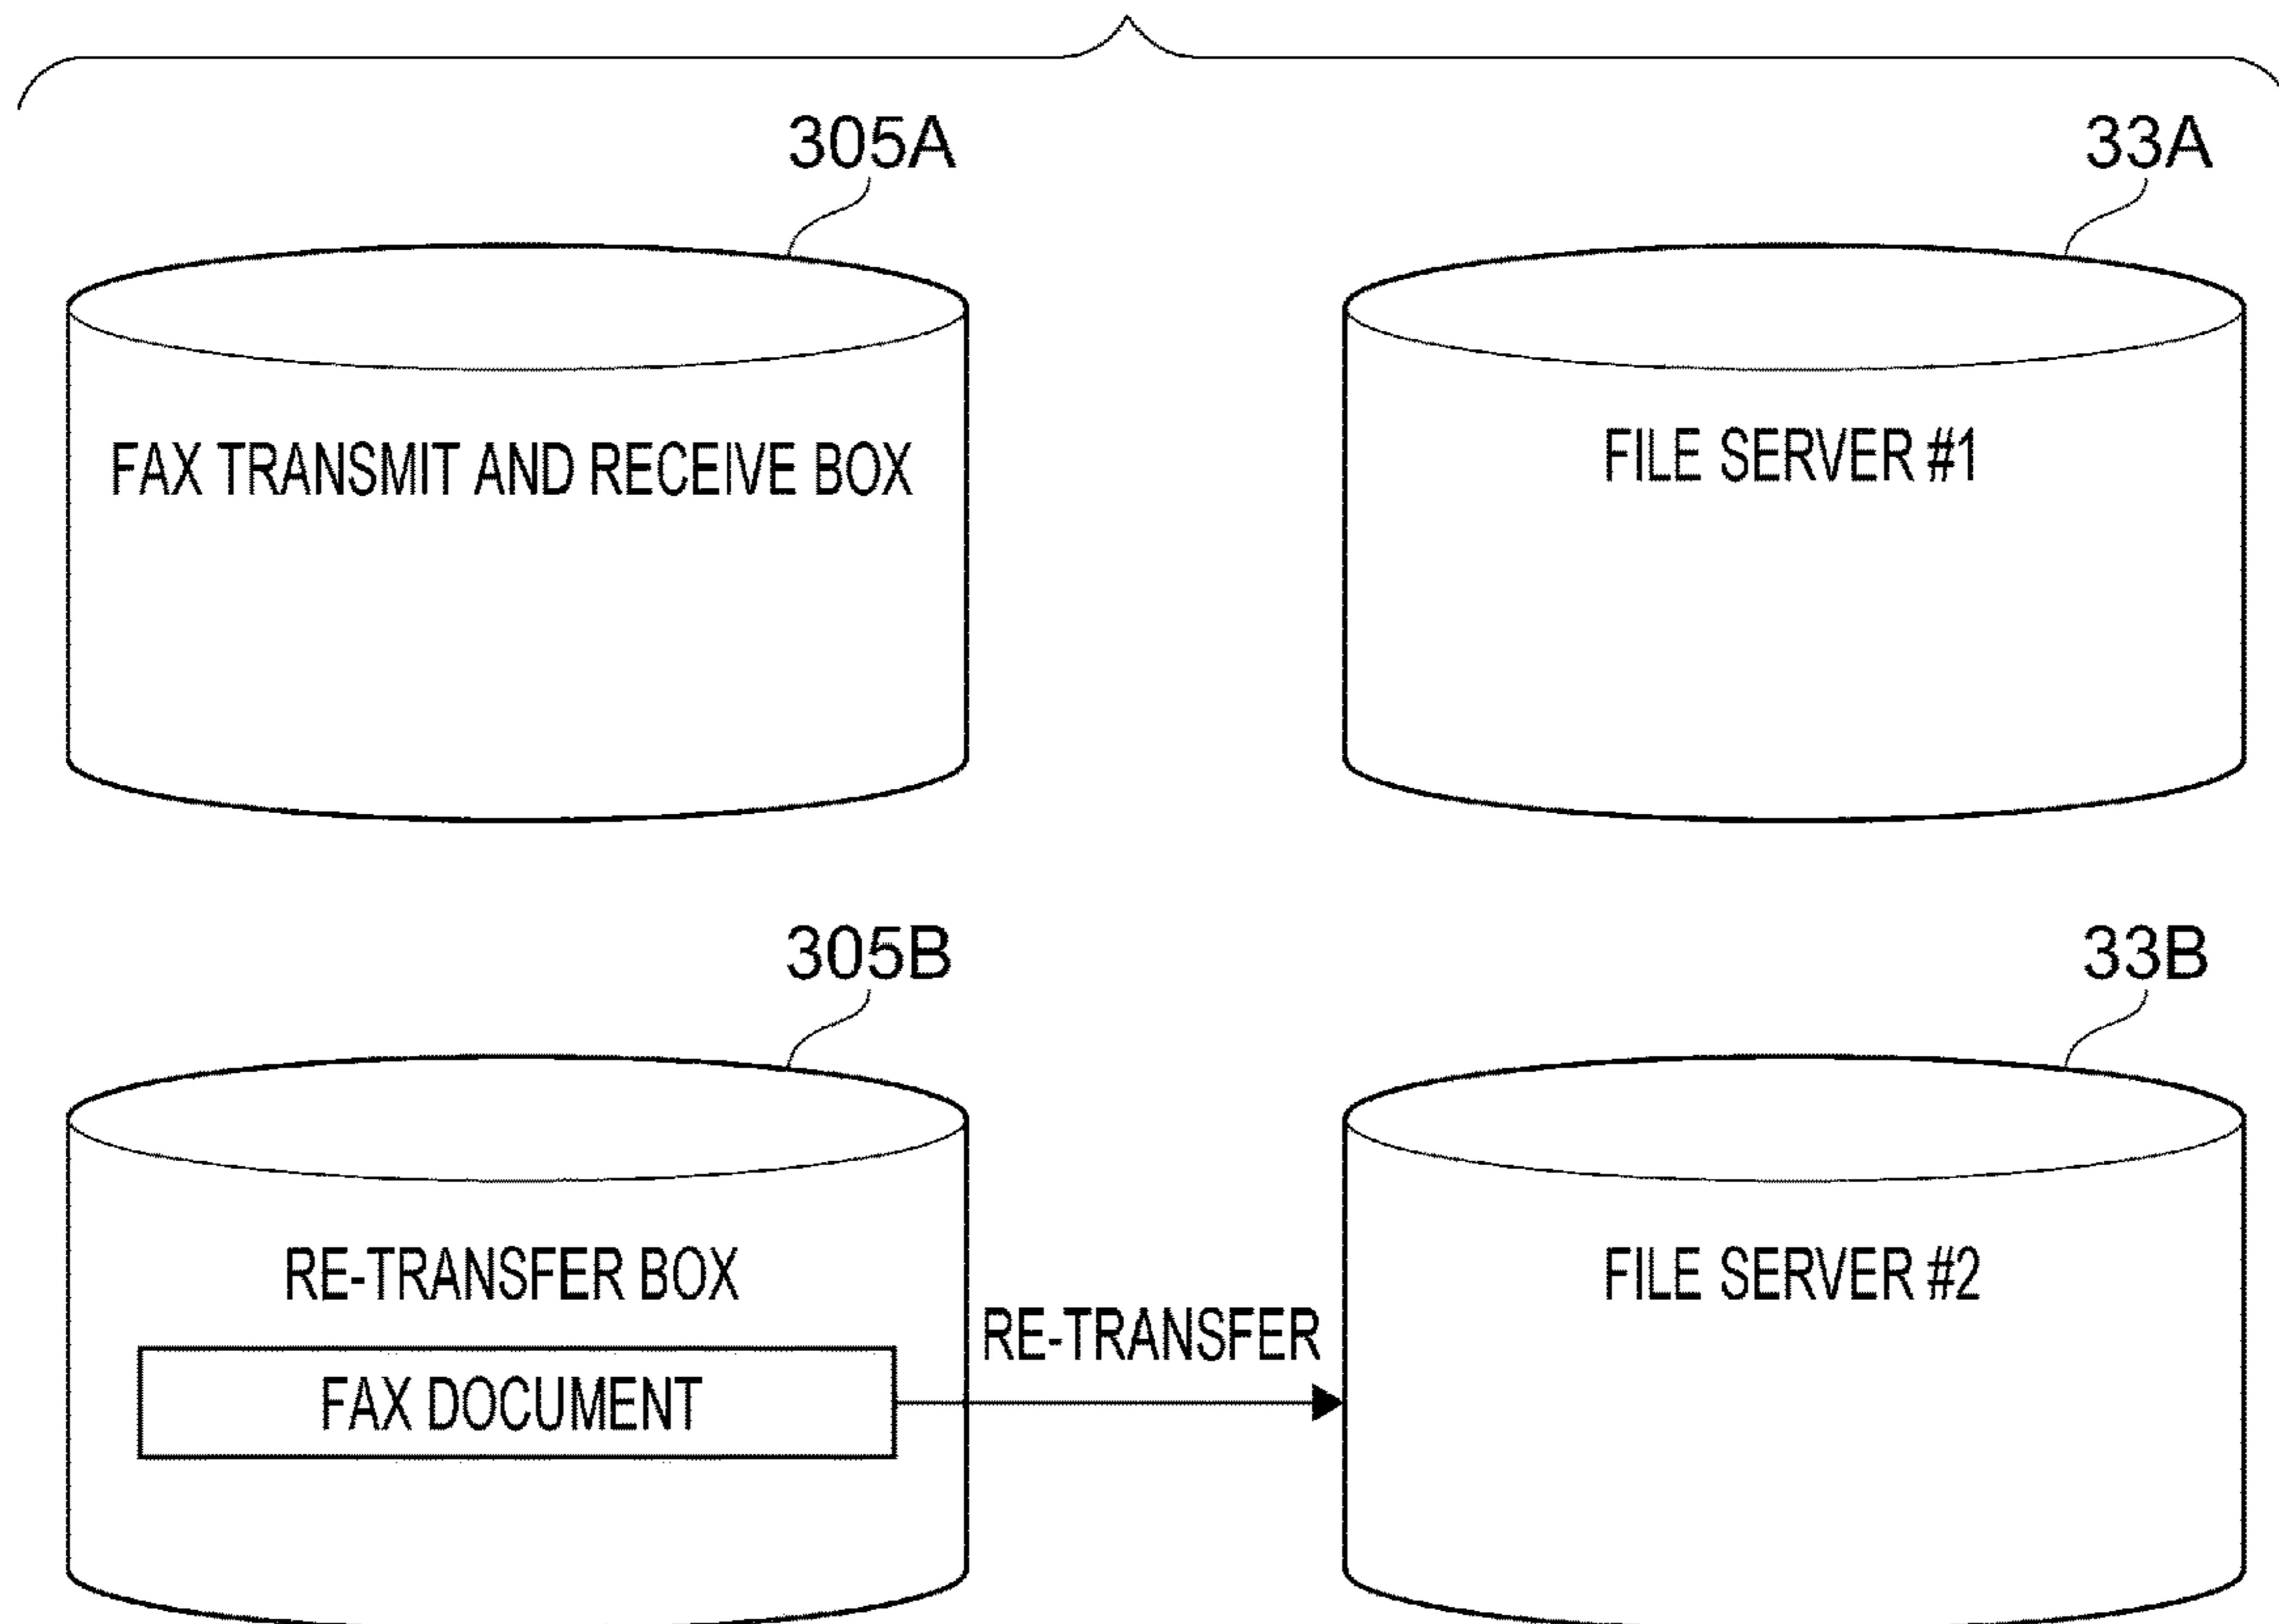 305A
33A
FAX TRANSMIT AND RECEIVE BOX
FILE SERVER #1
305B
33B
RE-TRANSFER BOX
FILE SERVER #2
RE-TRANSFER
FAX DOCUMENT